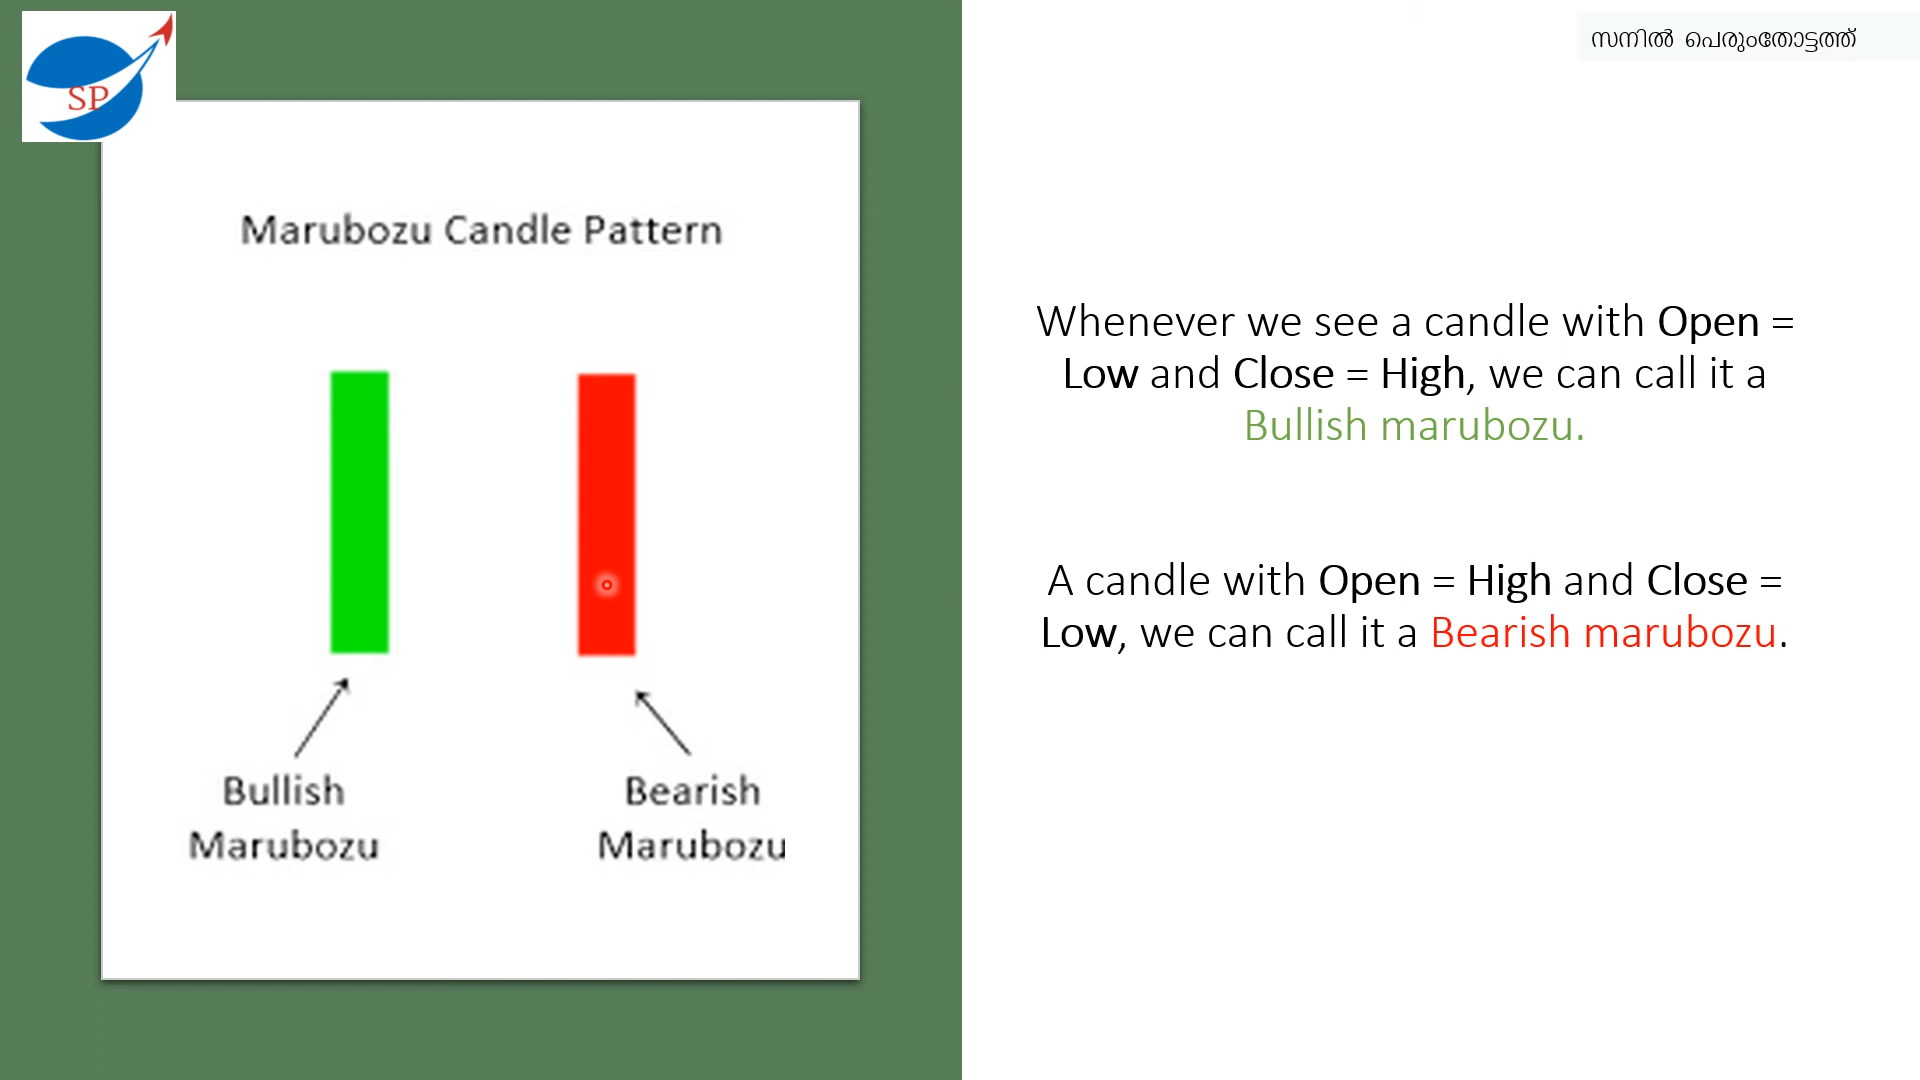 SP
സനിൽ പെരുംതോട്ടത്ത്
Marubozu Candle Pattern
Bullish
Marubozu
Bearish
Marubozu
Whenever we see a candle with Open =
Low and Close = High, we can call it a
Bullish marubozu.
A candle with Open = High and Close =
Low, we can call it a Bearish marubozu.